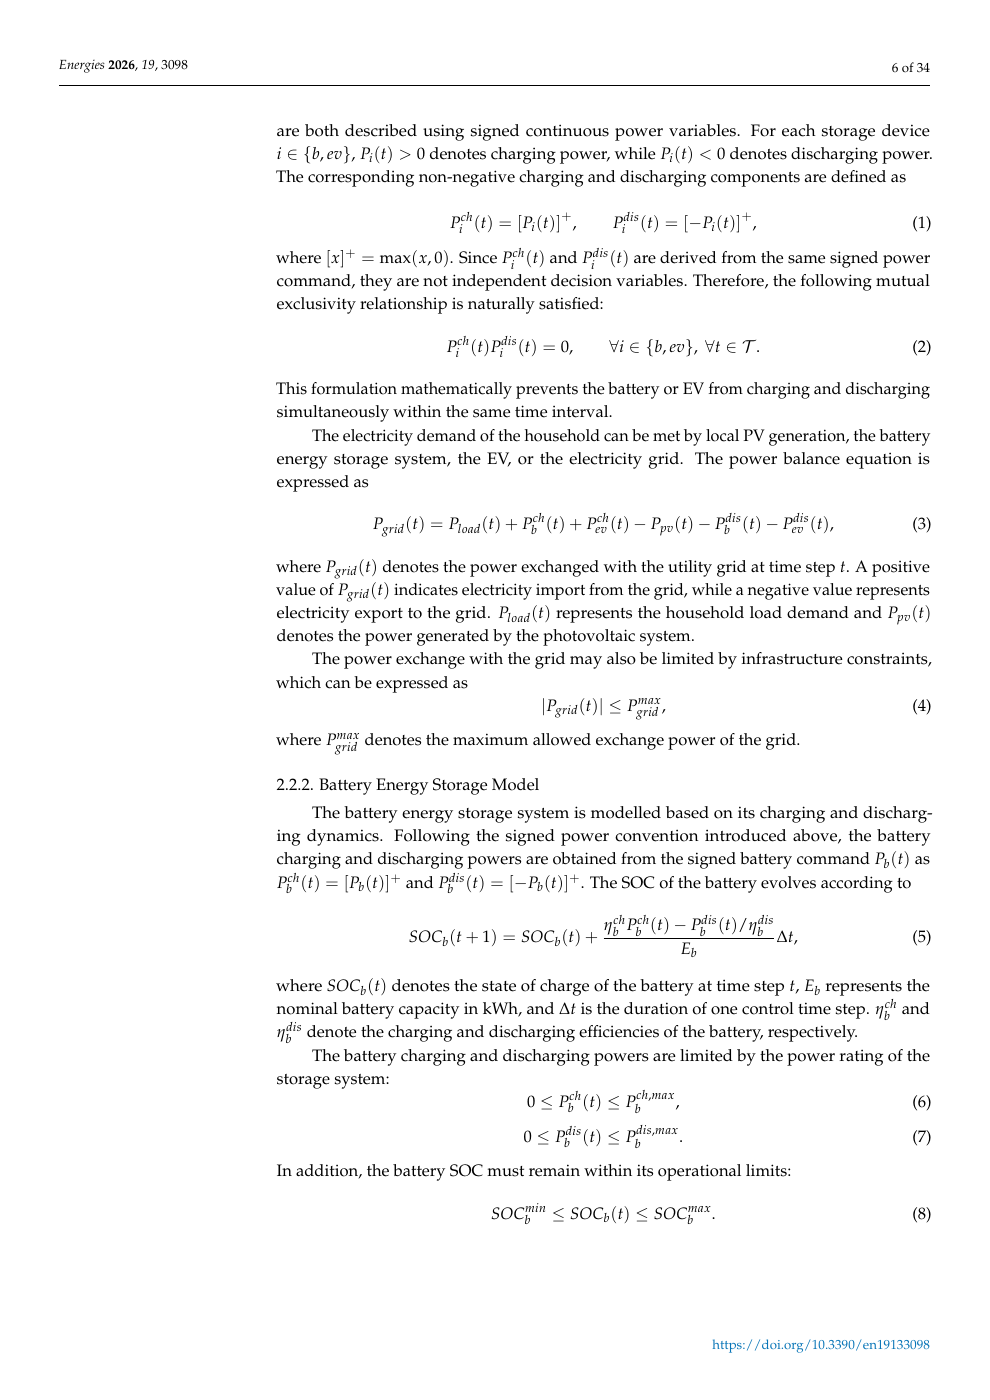 Energies 2026, 19, 3098
6 of 34
are both described using signed continuous power variables. For each storage device
i ∈ {b, ev}, P_i(t) > 0 denotes charging power, while P_i(t) < 0 denotes discharging power.
The corresponding non-negative charging and discharging components are defined as
P_i^{ch}(t) = [P_i(t)]^+, P_i^{dis}(t) = [−P_i(t)]^+, (1)
where [x]^+ = max(x, 0). Since P_i^{ch}(t) and P_i^{dis}(t) are derived from the same signed power
command, they are not independent decision variables. Therefore, the following mutual
exclusivity relationship is naturally satisfied:
P_i^{ch}(t)P_i^{dis}(t) = 0, ∀i ∈ {b, ev}, ∀t ∈ 𝒯. (2)
This formulation mathematically prevents the battery or EV from charging and discharging
simultaneously within the same time interval.
The electricity demand of the household can be met by local PV generation, the battery
energy storage system, the EV, or the electricity grid. The power balance equation is
expressed as
P_{grid}(t) = P_{load}(t) + P_b^{ch}(t) + P_{ev}^{ch}(t) − P_{pv}(t) − P_b^{dis}(t) − P_{ev}^{dis}(t), (3)
where P_{grid}(t) denotes the power exchanged with the utility grid at time step t. A positive
value of P_{grid}(t) indicates electricity import from the grid, while a negative value represents
electricity export to the grid. P_{load}(t) represents the household load demand and P_{pv}(t)
denotes the power generated by the photovoltaic system.
The power exchange with the grid may also be limited by infrastructure constraints,
which can be expressed as
|P_{grid}(t)| ≤ P_{grid}^{max}, (4)
where P_{grid}^{max} denotes the maximum allowed exchange power of the grid.
2.2.2. Battery Energy Storage Model
The battery energy storage system is modelled based on its charging and discharg-
ing dynamics. Following the signed power convention introduced above, the battery
charging and discharging powers are obtained from the signed battery command P_b(t) as
P_b^{ch}(t) = [P_b(t)]^+ and P_b^{dis}(t) = [−P_b(t)]^+. The SOC of the battery evolves according to
SOC_b(t + 1) = SOC_b(t) + \frac{η_b^{ch}P_b^{ch}(t) − P_b^{dis}(t)/η_b^{dis}}{E_b}Δt, (5)
where SOC_b(t) denotes the state of charge of the battery at time step t, E_b represents the
nominal battery capacity in kWh, and Δt is the duration of one control time step. η_b^{ch} and
η_b^{dis} denote the charging and discharging efficiencies of the battery, respectively.
The battery charging and discharging powers are limited by the power rating of the
storage system:
0 ≤ P_b^{ch}(t) ≤ P_b^{ch,max}, (6)
0 ≤ P_b^{dis}(t) ≤ P_b^{dis,max}. (7)
In addition, the battery SOC must remain within its operational limits:
SOC_b^{min} ≤ SOC_b(t) ≤ SOC_b^{max}. (8)
https://doi.org/10.3390/en19133098